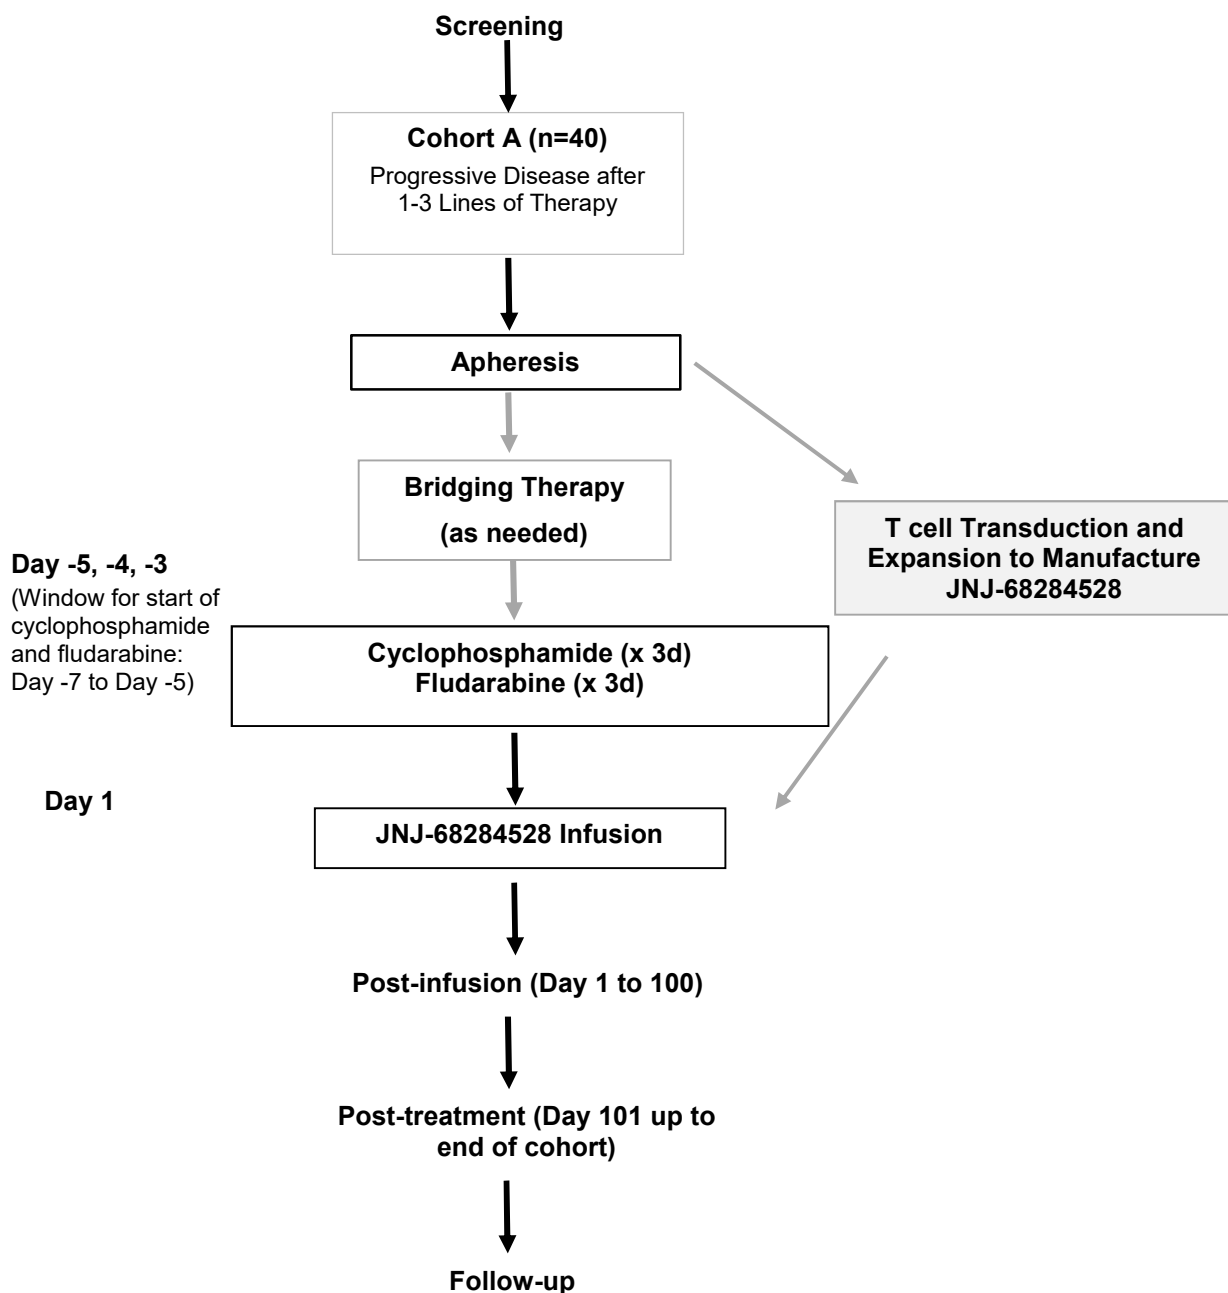 Screening
Cohort A (n=40)
Progressive Disease after
1-3 Lines of Therapy
Apheresis
Bridging Therapy
(as needed)
T cell Transduction and
Expansion to Manufacture
JNJ-68284528
Day -5, -4, -3
(Window for start of
cyclophosphamide
and fludarabine:
Day -7 to Day -5)
Cyclophosphamide (x 3d)
Fludarabine (x 3d)
Day 1
JNJ-68284528 Infusion
Post-infusion (Day 1 to 100)
Post-treatment (Day 101 up to
end of cohort)
Follow-up